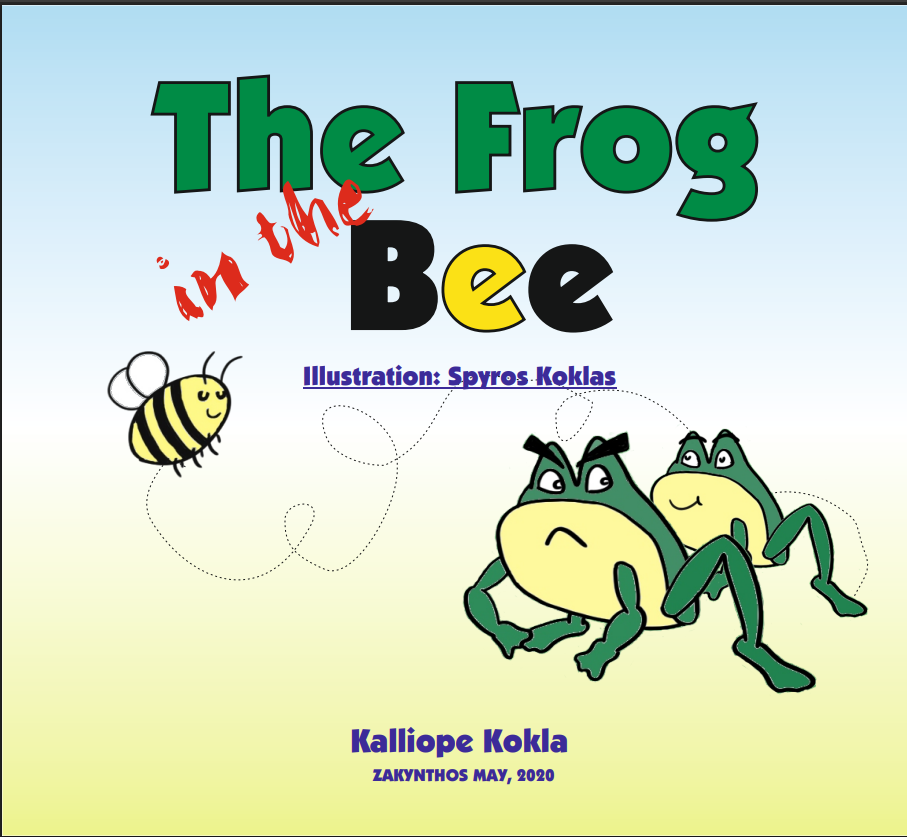 The Frog
in the
Bee
Illustration: Spyros Koklas
Kalliope Kokla
ZAKYNTHOS MAY, 2020